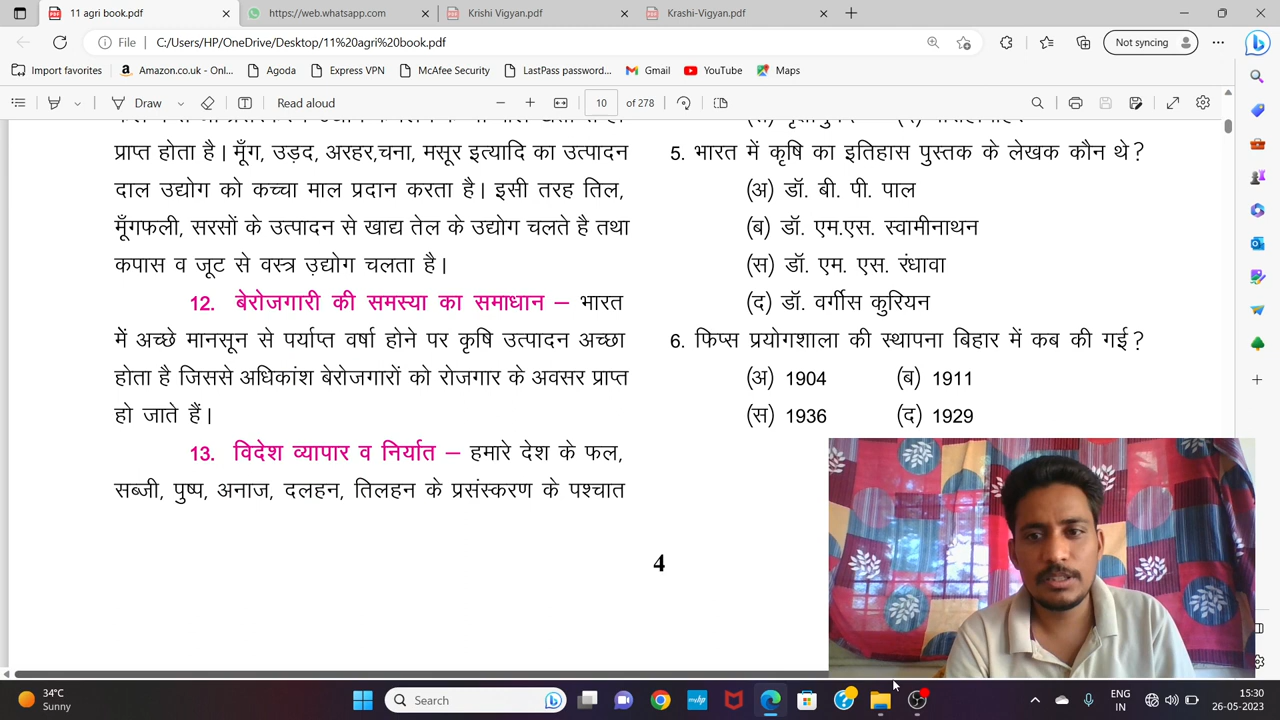 11 agri book.pdf
https://web.whatsapp.com
Krishi Vigyan.pdf
Krashi-Vigyan.pdf
File
C:/Users/HP/OneDrive/Desktop/11%20agri%20book.pdf
Not syncing
Import favorites
Amazon.co.uk - Onl...
Agoda
Express VPN
McAfee Security
LastPass password...
Gmail
YouTube
Maps
Draw
Read aloud
10 of 278
प्राप्त होता है। मूँग, उड़द, अरहर,चना, मसूर इत्यादि का उत्पादन
दाल उद्योग को कच्चा माल प्रदान करता है। इसी तरह तिल,
मूँगफली, सरसों के उत्पादन से खाद्य तेल के उद्योग चलते है तथा
कपास व जूट से वस्त्र उद्योग चलता है।
12. बेरोजगारी की समस्या का समाधान – भारत
में अच्छे मानसून से पर्याप्त वर्षा होने पर कृषि उत्पादन अच्छा
होता है जिससे अधिकांश बेरोजगारों को रोजगार के अवसर प्राप्त
हो जाते हैं।
13. विदेश व्यापार व निर्यात – हमारे देश के फल,
सब्जी, पुष्प, अनाज, दलहन, तिलहन के प्रसंस्करण के पश्चात
5. भारत में कृषि का इतिहास पुस्तक के लेखक कौन थे?
(अ) डॉ. बी. पी. पाल
(ब) डॉ. एम.एस. स्वामीनाथन
(स) डॉ. एम. एस. रंधावा
(द) डॉ. वर्गीस कुरियन
6. फिप्स प्रयोगशाला की स्थापना बिहार में कब की गई?
(अ) 1904 (ब) 1911
(स) 1936 (द) 1929
4
34°C
Sunny
Search
ENG
IN
15:30
26-05-2023